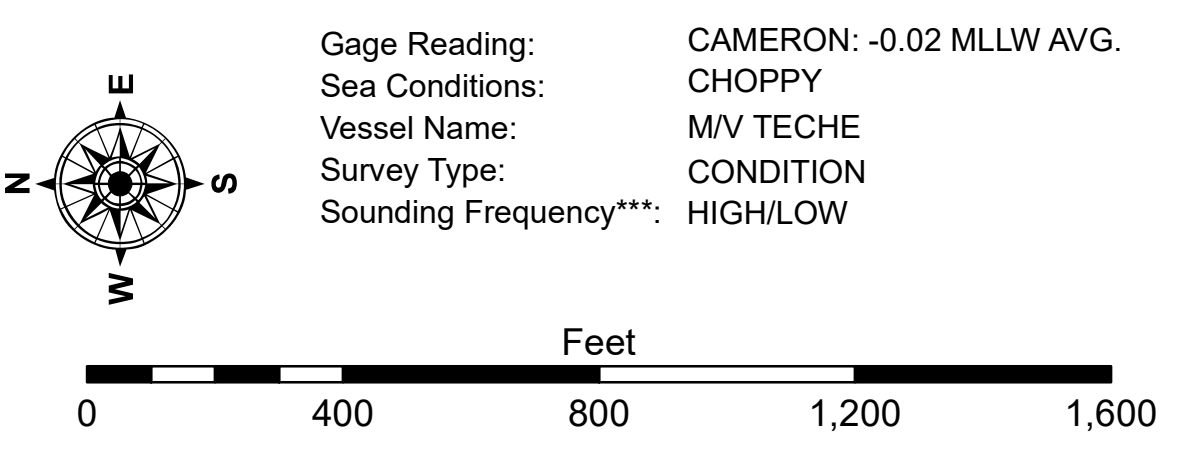 E
N
S
W
Gage Reading: CAMERON: -0.02 MLLW AVG.
Sea Conditions: CHOPPY
Vessel Name: M/V TECHE
Survey Type: CONDITION
Sounding Frequency***: HIGH/LOW
Feet
0 400 800 1,200 1,600